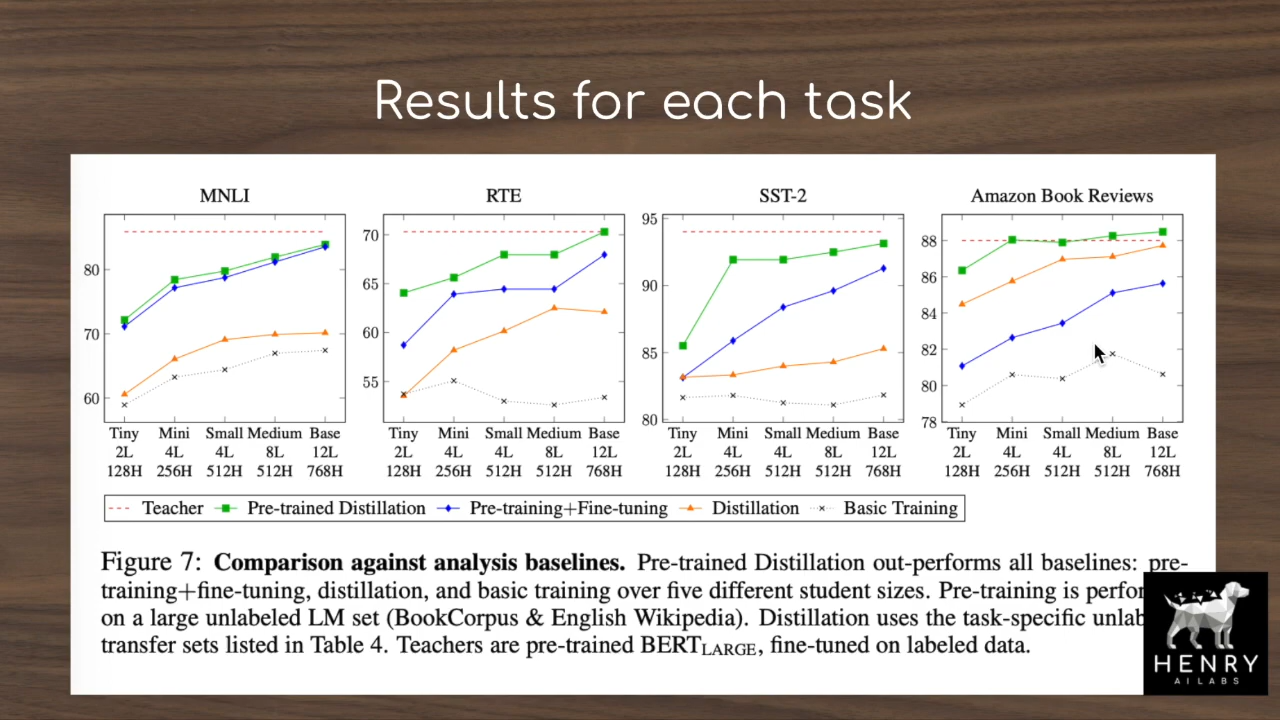 Results for each task
MNLI
RTE
SST-2
Amazon Book Reviews
80
70
60
Tiny Mini Small Medium Base
2L 4L 4L 8L 12L
128H 256H 512H 512H 768H
70
65
60
55
Tiny Mini Small Medium Base
2L 4L 4L 8L 12L
128H 256H 512H 512H 768H
95
90
85
80
Tiny Mini Small Medium Base
2L 4L 4L 8L 12L
128H 256H 512H 512H 768H
88
86
84
82
80
78
Tiny Mini Small Medium Base
2L 4L 4L 8L 12L
128H 256H 512H 512H 768H
Teacher Pre-trained Distillation Pre-training+Fine-tuning Distillation Basic Training
Figure 7: Comparison against analysis baselines. Pre-trained Distillation out-performs all baselines: pre-
training+fine-tuning, distillation, and basic training over five different student sizes. Pre-training is perfor
on a large unlabeled LM set (BookCorpus & English Wikipedia). Distillation uses the task-specific unlab
transfer sets listed in Table 4. Teachers are pre-trained BERTLARGE, fine-tuned on labeled data.
HENRY
AI LABS